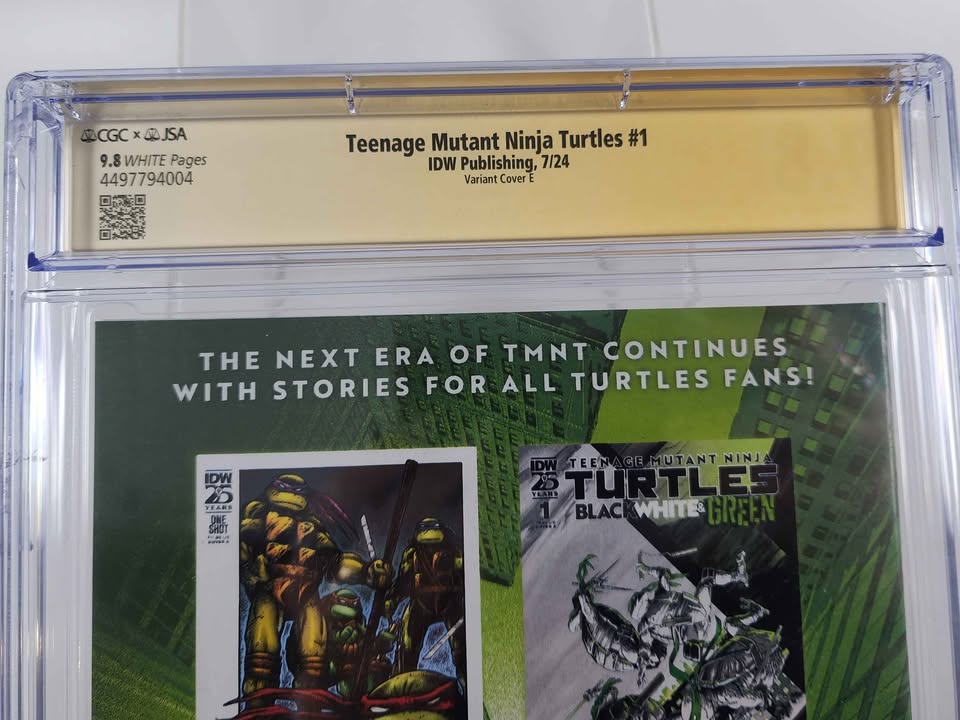 CGC x JSA
9.8 WHITE Pages
4497794004
Teenage Mutant Ninja Turtles #1
IDW Publishing, 7/24
Variant Cover E
THE NEXT ERA OF TMNT CONTINUES
WITH STORIES FOR ALL TURTLES FANS!
IDW
25
YEARS
ONE
SHOT
IDW
25
YEARS
1
TEENAGE MUTANT NINJA
TURTLES
BLACK WHITE & GREEN